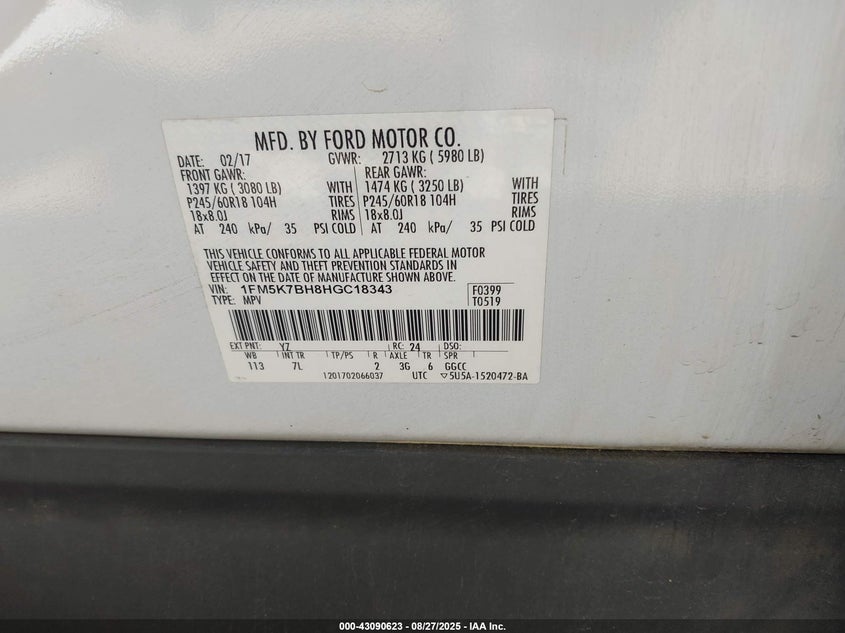 MFD. BY FORD MOTOR CO.
DATE: 02/17 GVWR: 2713 KG ( 5980 LB)
FRONT GAWR: REAR GAWR:
1397 KG ( 3080 LB) WITH 1474 KG ( 3250 LB) WITH
P245/60R18 104H TIRES P245/60R18 104H TIRES
18x8.0J RIMS 18x8.0J RIMS
AT 240 kPa/ 35 PSI COLD AT 240 kPa/ 35 PSI COLD
THIS VEHICLE CONFORMS TO ALL APPLICABLE FEDERAL MOTOR
VEHICLE SAFETY AND THEFT PREVENTION STANDARDS IN
EFFECT ON THE DATE OF MANUFACTURE SHOWN ABOVE.
VIN: 1FM5K7BH8HGC18343 F0399
TYPE: MPV T0519
EXT PNT: YZ RC: 24 DSO:
WB INT TR TP/PS R AXLE TR SPR
113 7L 2 3G 6 GGCC
1201702066037 UTC ▽5U5A-1520472-BA
000-43090623 - 08/27/2025 - IAA Inc.